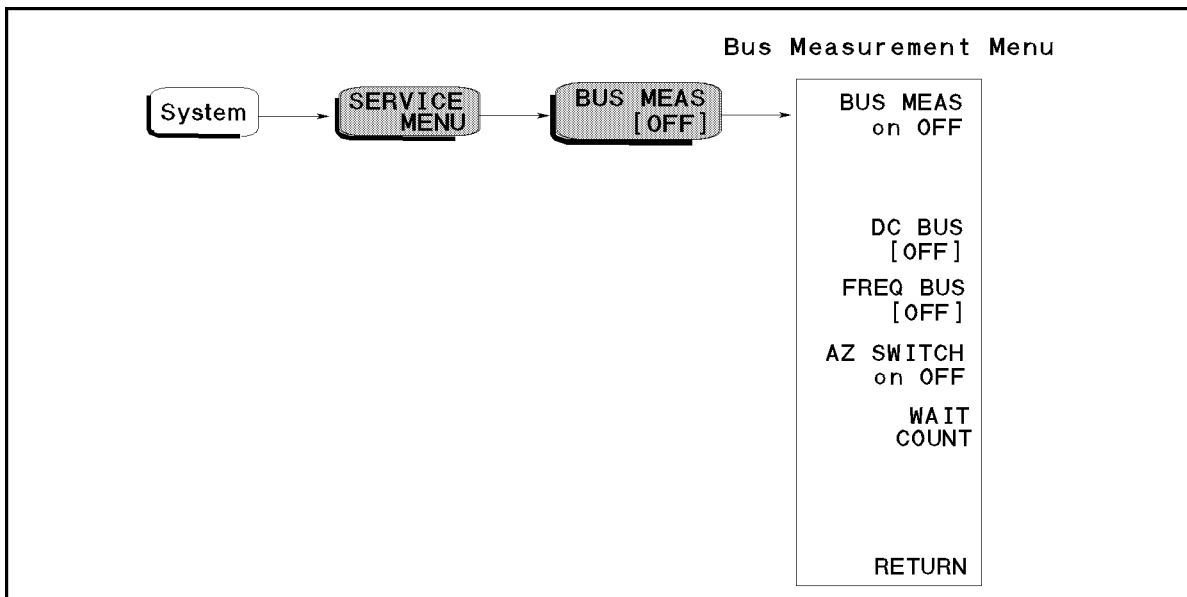 Bus Measurement Menu
System
SERVICE
MENU
BUS MEAS
[OFF]
BUS MEAS
on OFF
DC BUS
[OFF]
FREQ BUS
[OFF]
AZ SWITCH
on OFF
WAIT
COUNT
RETURN